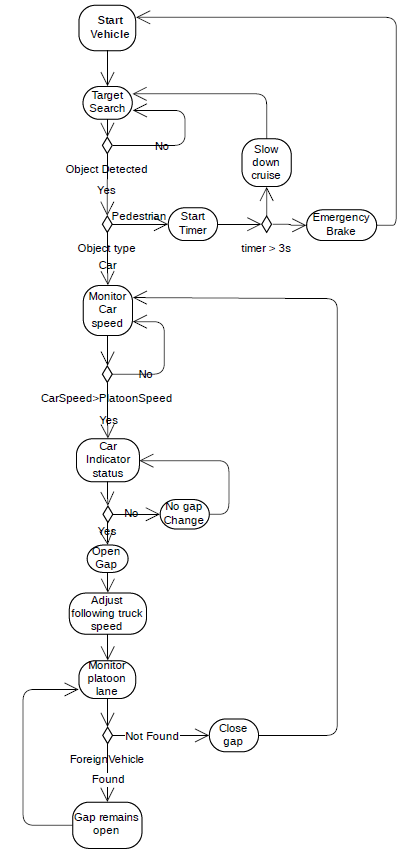 Start
Vehicle
Target
Search
No
Object Detected
Yes
Slow
down
cruise
Pedestrian
Start
Timer
Emergency
Brake
Object type
timer > 3s
Car
Monitor
Car
speed
No
CarSpeed>PlatoonSpeed
Yes
Car
Indicator
status
No
No gap
Change
Yes
Open
Gap
Adjust
following truck
speed
Monitor
platoon
lane
Not Found
Close
gap
ForeignVehicle
Found
Gap remains
open